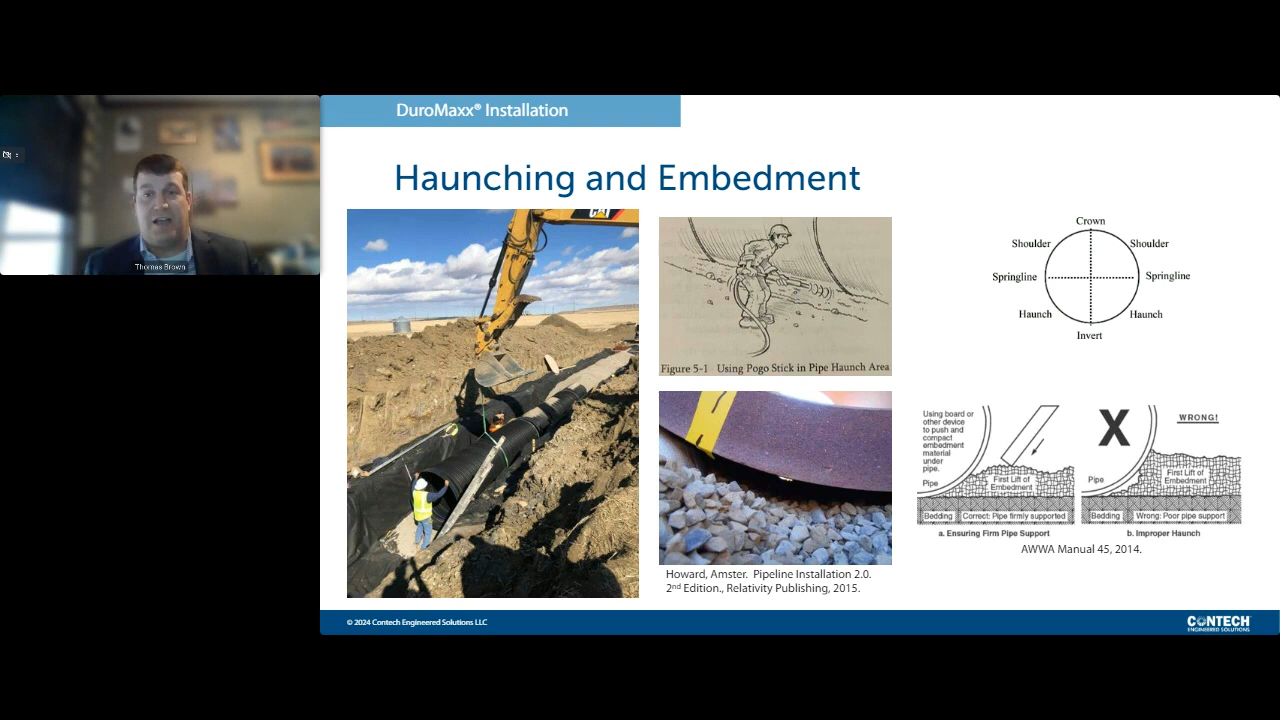 DuroMaxx® Installation
Haunching and Embedment
Thomas Brown
CAT
Figure 5-1 Using Pogo Stick in Pipe Haunch Area
Howard, Amster. Pipeline Installation 2.0.
2nd Edition., Relativity Publishing, 2015.
Crown
Shoulder
Shoulder
Springline
Springline
Haunch
Haunch
Invert
Using board or
other device
to push and
compact
embedment
material
under
pipe.
Pipe
First Lift of
Embedment
Bedding
Correct: Pipe firmly supported
a. Ensuring Firm Pipe Support
X
WRONG!
Pipe
First Lift of
Embedment
Bedding
Wrong: Poor pipe support
b. Improper Haunch
AWWA Manual 45, 2014.
© 2024 Contech Engineered Solutions LLC
CONTECH
ENGINEERED SOLUTIONS